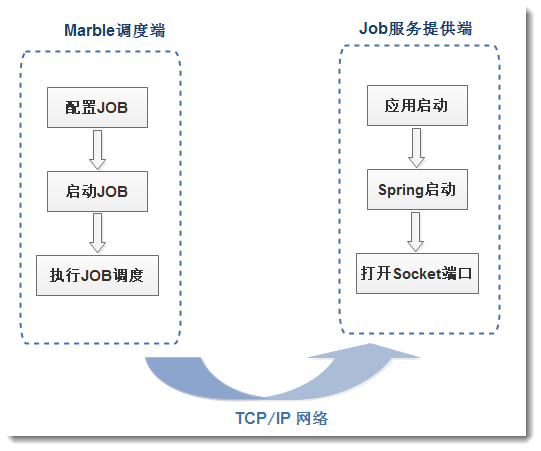 Marble调度端
配置JOB
启动JOB
执行JOB调度
Job服务提供端
应用启动
Spring启动
打开Socket端口
TCP/IP 网络